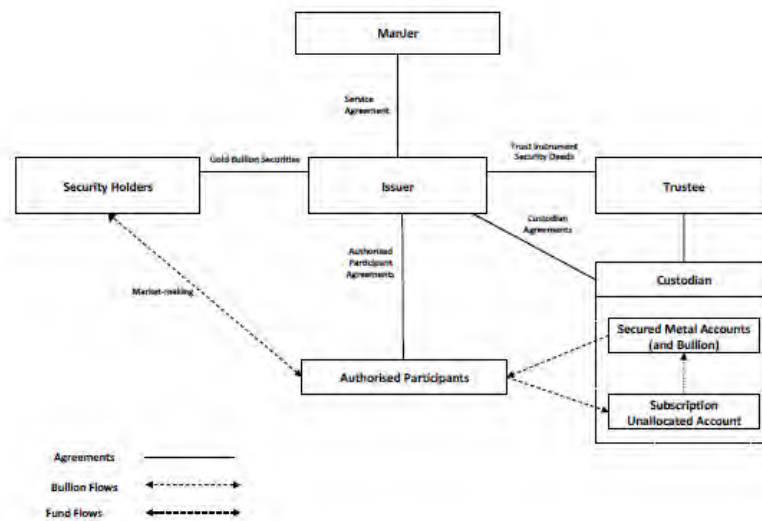 ManJer
Service
Agreement
Gold Bullion Securities
Trust Instrument
Security Deeds
Security Holders
Issuer
Trustee
Custodian
Agreements
Authorised
Participant
Agreements
Custodian
Market-making
Secured Metal Accounts
(and Bullion)
Authorised Participants
Subscription
Unallocated Account
Agreements
Bullion Flows
Fund Flows